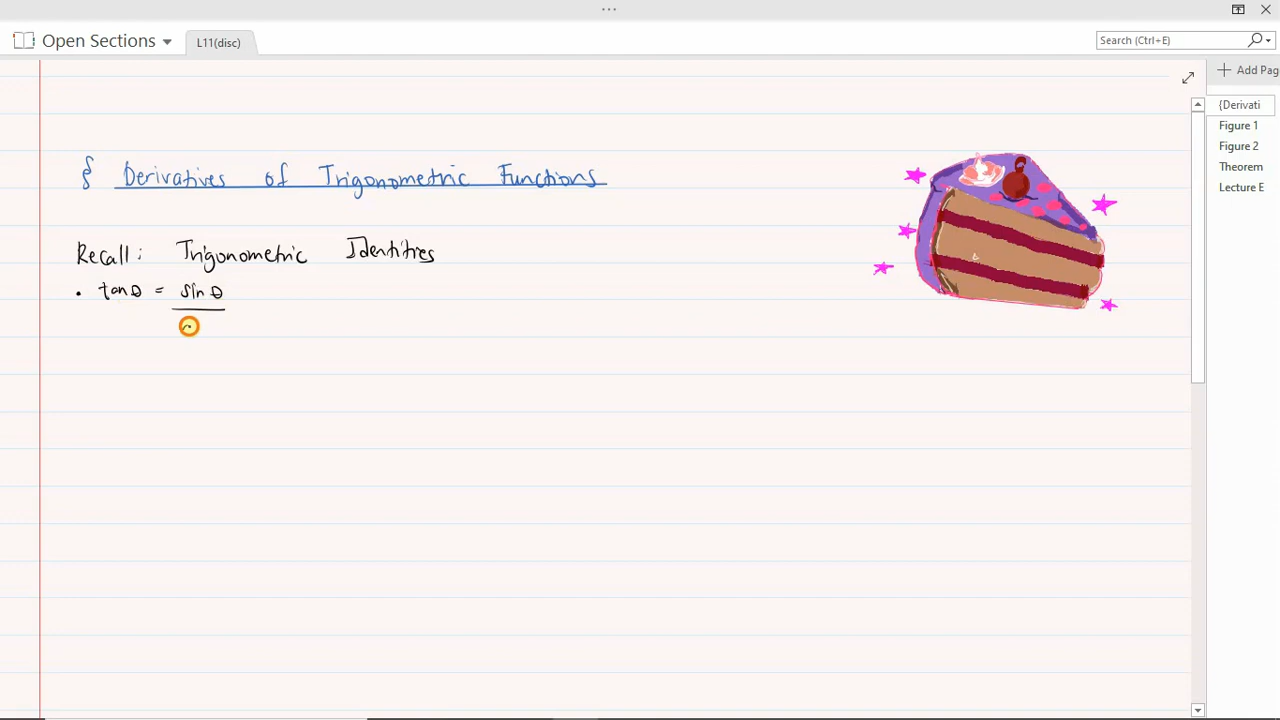 Open Sections
L11(disc)
Search (Ctrl+E)
Add Pag
{Derivati
Figure 1
Figure 2
Theorem
Lecture E
§ Derivatives of Trigonometric Functions
Recall: Trigonometric Identities
• tanθ = sinθ